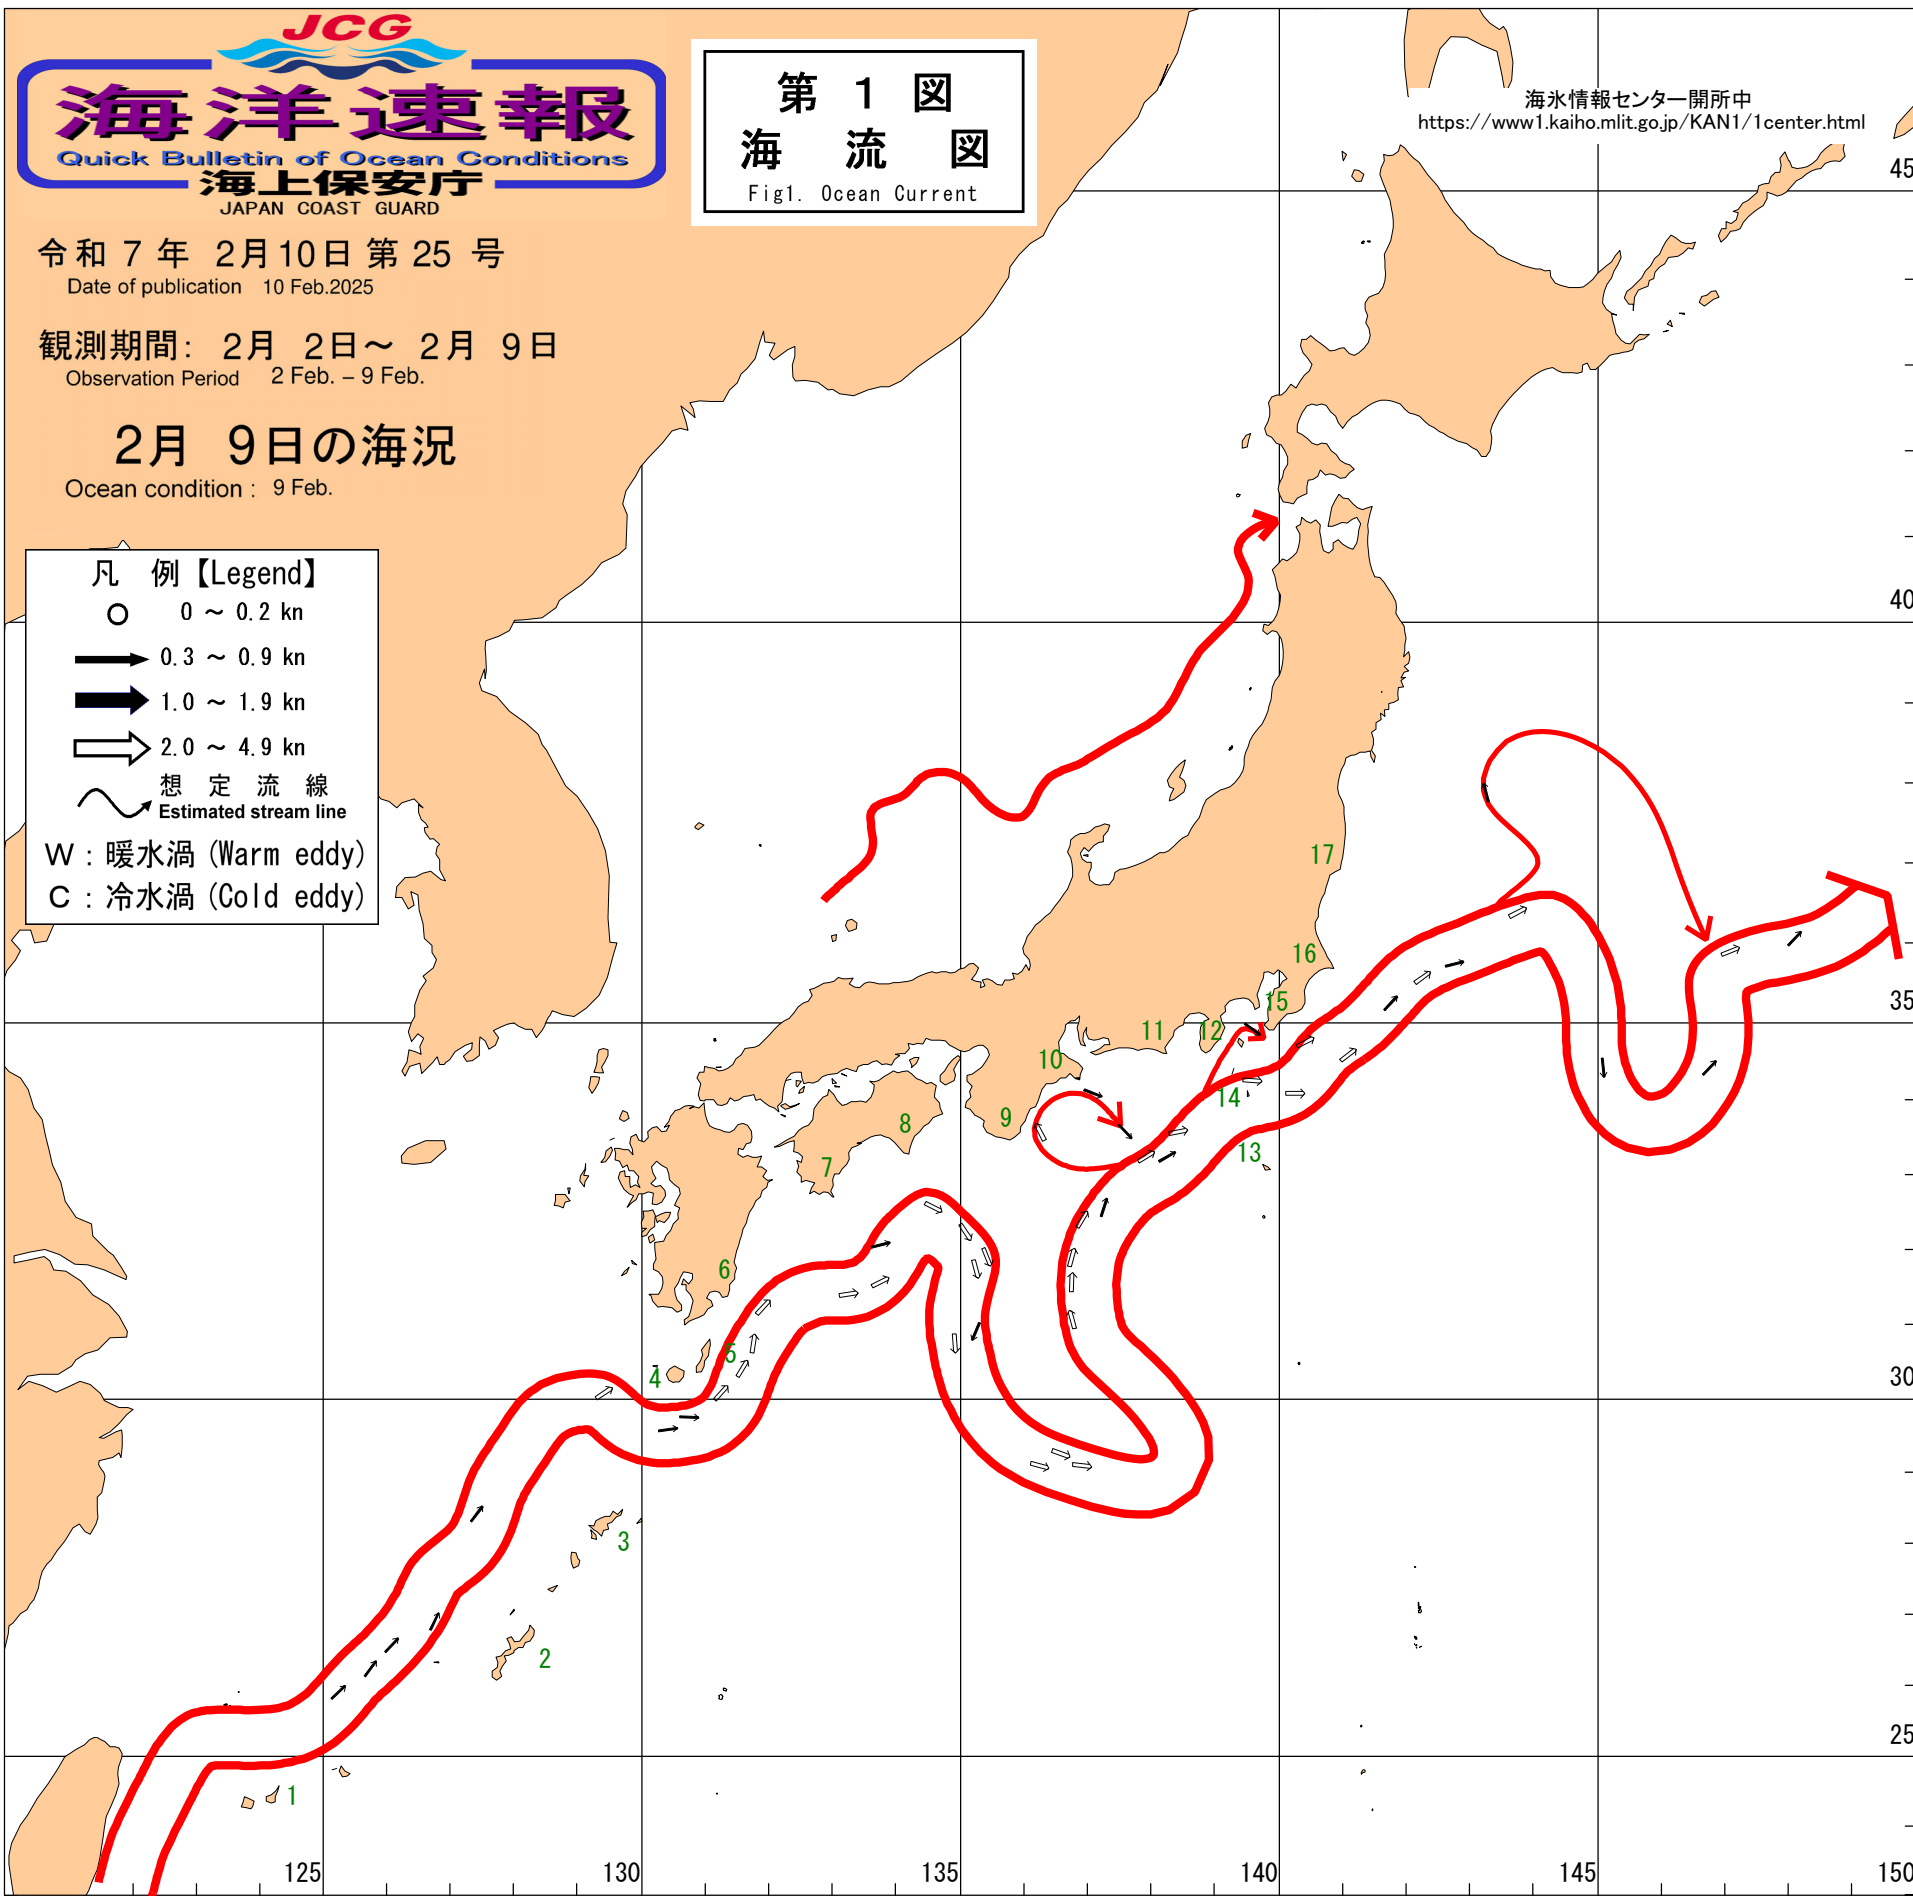 JCG
海洋速報
Quick Bulletin of Ocean Conditions
海上保安庁
JAPAN COAST GUARD
第 1 図
海 流 図
Fig1. Ocean Current
海氷情報センター開所中
https://www1.kaiho.mlit.go.jp/KAN1/1center.html
令和 7 年 2月10日 第 25 号
Date of publication 10 Feb.2025
観測期間: 2月 2日～ 2月 9日
Observation Period 2 Feb. – 9 Feb.
2月 9日の海況
Ocean condition : 9 Feb.
凡 例【Legend】
0 ～ 0.2 kn
0.3 ～ 0.9 kn
1.0 ～ 1.9 kn
2.0 ～ 4.9 kn
想 定 流 線
Estimated stream line
W : 暖水渦 (Warm eddy)
C : 冷水渦 (Cold eddy)
45
40
17
16
35
15
12
11
10
14
9
8
13
7
6
5
4
30
3
2
25
1
125
130
135
140
145
150